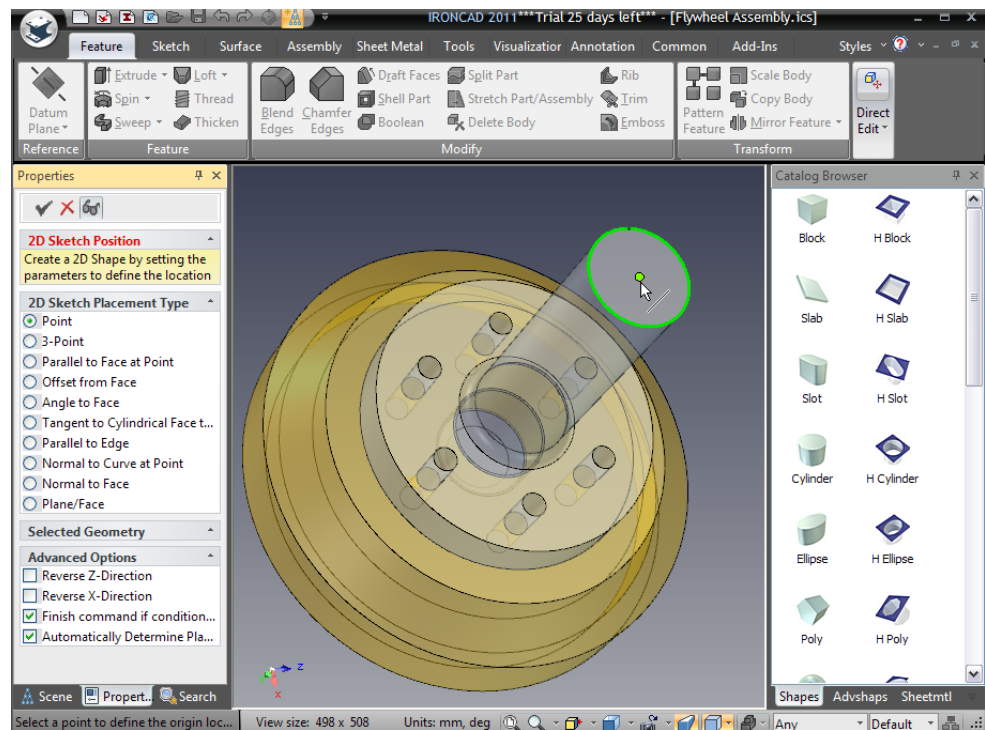 IRONCAD 2011***Trial 25 days left*** - [Flywheel Assembly.ics]
Feature Sketch Surface Assembly Sheet Metal Tools Visualizatior Annotation Common Add-Ins Styles
Datum Plane
Extrude Loft
Spin Thread
Sweep Thicken
Blend Edges
Chamfer Edges
Draft Faces Split Part Rib
Shell Part Stretch Part/Assembly Trim
Boolean Delete Body Emboss
Pattern Feature
Scale Body
Copy Body
Mirror Feature
Direct Edit
Reference Feature Modify Transform
Properties
2D Sketch Position
Create a 2D Shape by setting the
parameters to define the location
2D Sketch Placement Type
Point
3-Point
Parallel to Face at Point
Offset from Face
Angle to Face
Tangent to Cylindrical Face t...
Parallel to Edge
Normal to Curve at Point
Normal to Face
Plane/Face
Selected Geometry
Advanced Options
Reverse Z-Direction
Reverse X-Direction
Finish command if condition...
Automatically Determine Pla...
Scene Propert... Search
z
x
Catalog Browser
Block H Block
Slab H Slab
Slot H Slot
Cylinder H Cylinder
Ellipse H Ellipse
Poly H Poly
Shapes Advshaps Sheetmtl
Select a point to define the origin loc... View size: 498 x 508 Units: mm, deg Any Default